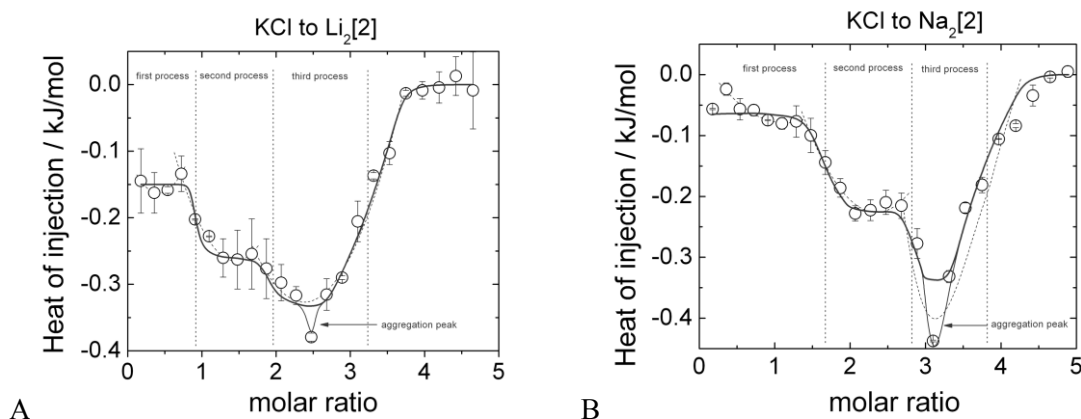 KCl to Li₂[2]
first process second process third process
Heat of injection / kJ/mol
0.0
-0.1
-0.2
-0.3
-0.4
aggregation peak
0 1 2 3 4 5
molar ratio
A
KCl to Na₂[2]
first process second process third process
Heat of injection / kJ/mol
0.0
-0.1
-0.2
-0.3
-0.4
aggregation peak
0 1 2 3 4 5
molar ratio
B